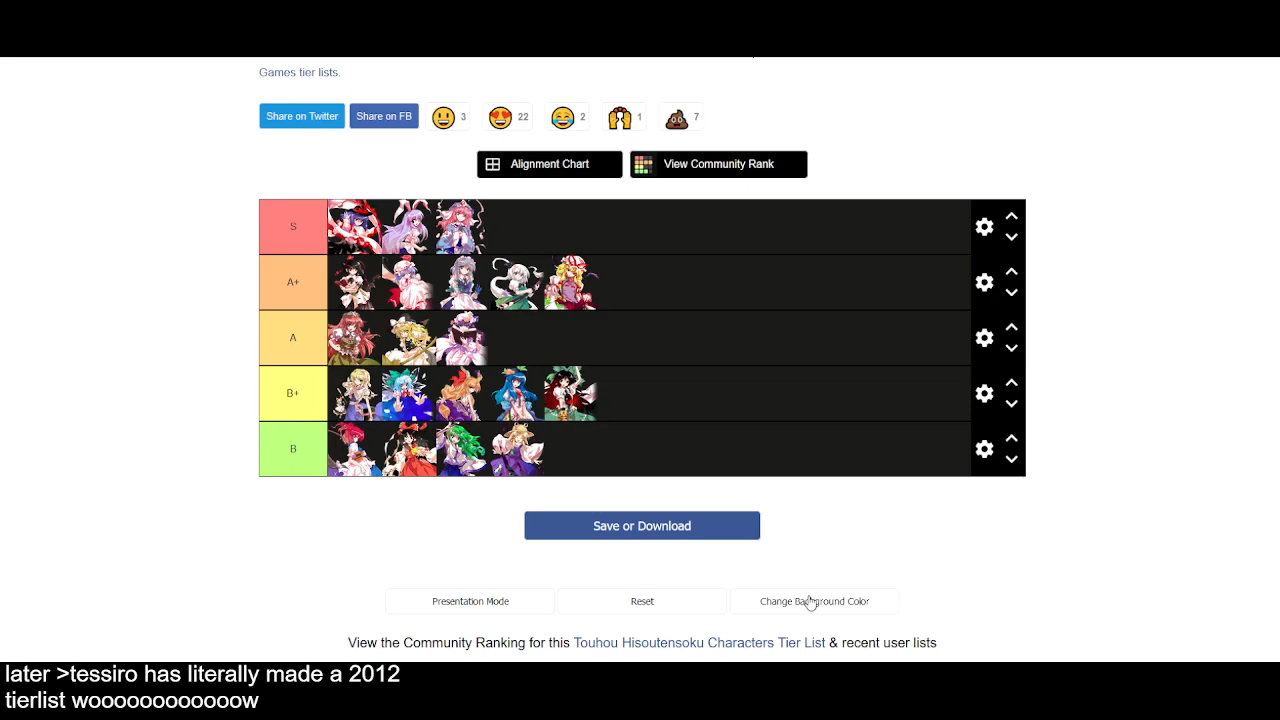 Games tier lists.
Share on Twitter Share on FB 3 22 2 1 7
Alignment Chart View Community Rank
S
A+
A
B+
B
Save or Download
Presentation Mode Reset Change Background Color
View the Community Ranking for this Touhou Hisoutensoku Characters Tier List & recent user lists
later >tessiro has literally made a 2012
tierlist woooooooooooow